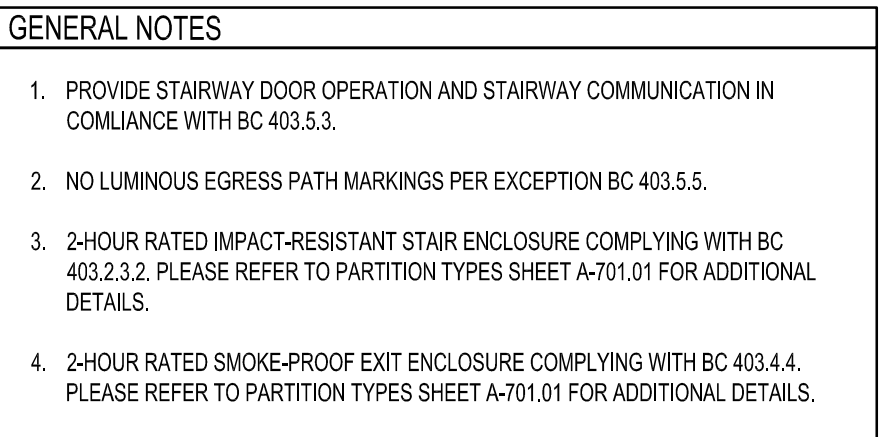 GENERAL NOTES
1. PROVIDE STAIRWAY DOOR OPERATION AND STAIRWAY COMMUNICATION IN
COMLIANCE WITH BC 403.5.3.
2. NO LUMINOUS EGRESS PATH MARKINGS PER EXCEPTION BC 403.5.5.
3. 2-HOUR RATED IMPACT-RESISTANT STAIR ENCLOSURE COMPLYING WITH BC
403.2.3.2. PLEASE REFER TO PARTITION TYPES SHEET A-701.01 FOR ADDITIONAL
DETAILS.
4. 2-HOUR RATED SMOKE-PROOF EXIT ENCLOSURE COMPLYING WITH BC 403.4.4.
PLEASE REFER TO PARTITION TYPES SHEET A-701.01 FOR ADDITIONAL DETAILS.